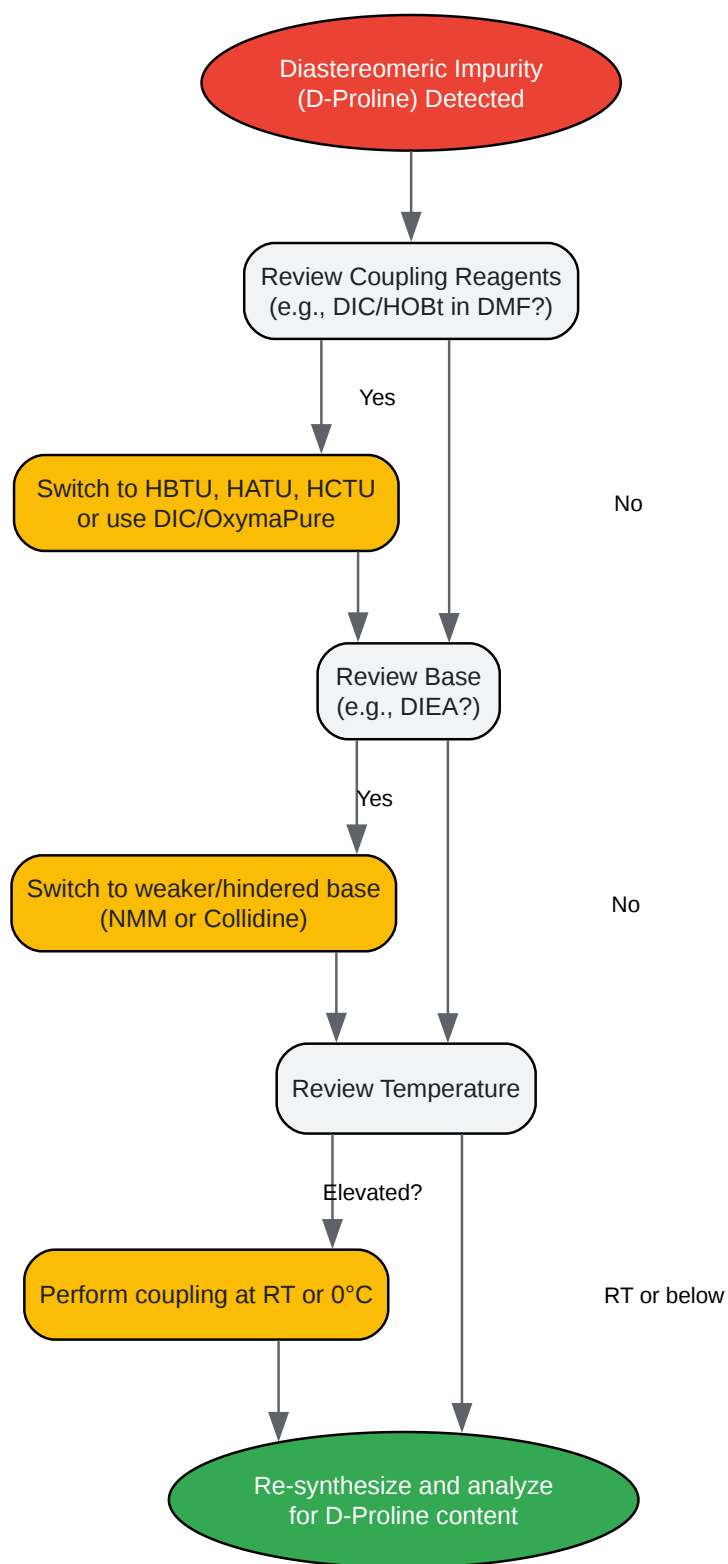 Diastereomeric Impurity
(D-Proline) Detected
Review Coupling Reagents
(e.g., DIC/HOBt in DMF?)
Yes
Switch to HBTU, HATU, HCTU
or use DIC/OxymaPure
No
Review Base
(e.g., DIEA?)
Yes
Switch to weaker/hindered base
(NMM or Collidine)
No
Review Temperature
Elevated?
Perform coupling at RT or 0°C
RT or below
Re-synthesize and analyze
for D-Proline content